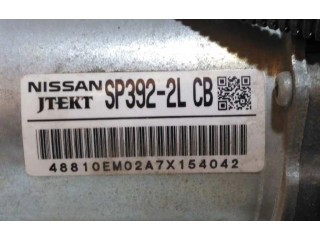 NISSAN SP392-2L CB
JTEKT
48810EM02A7X154042